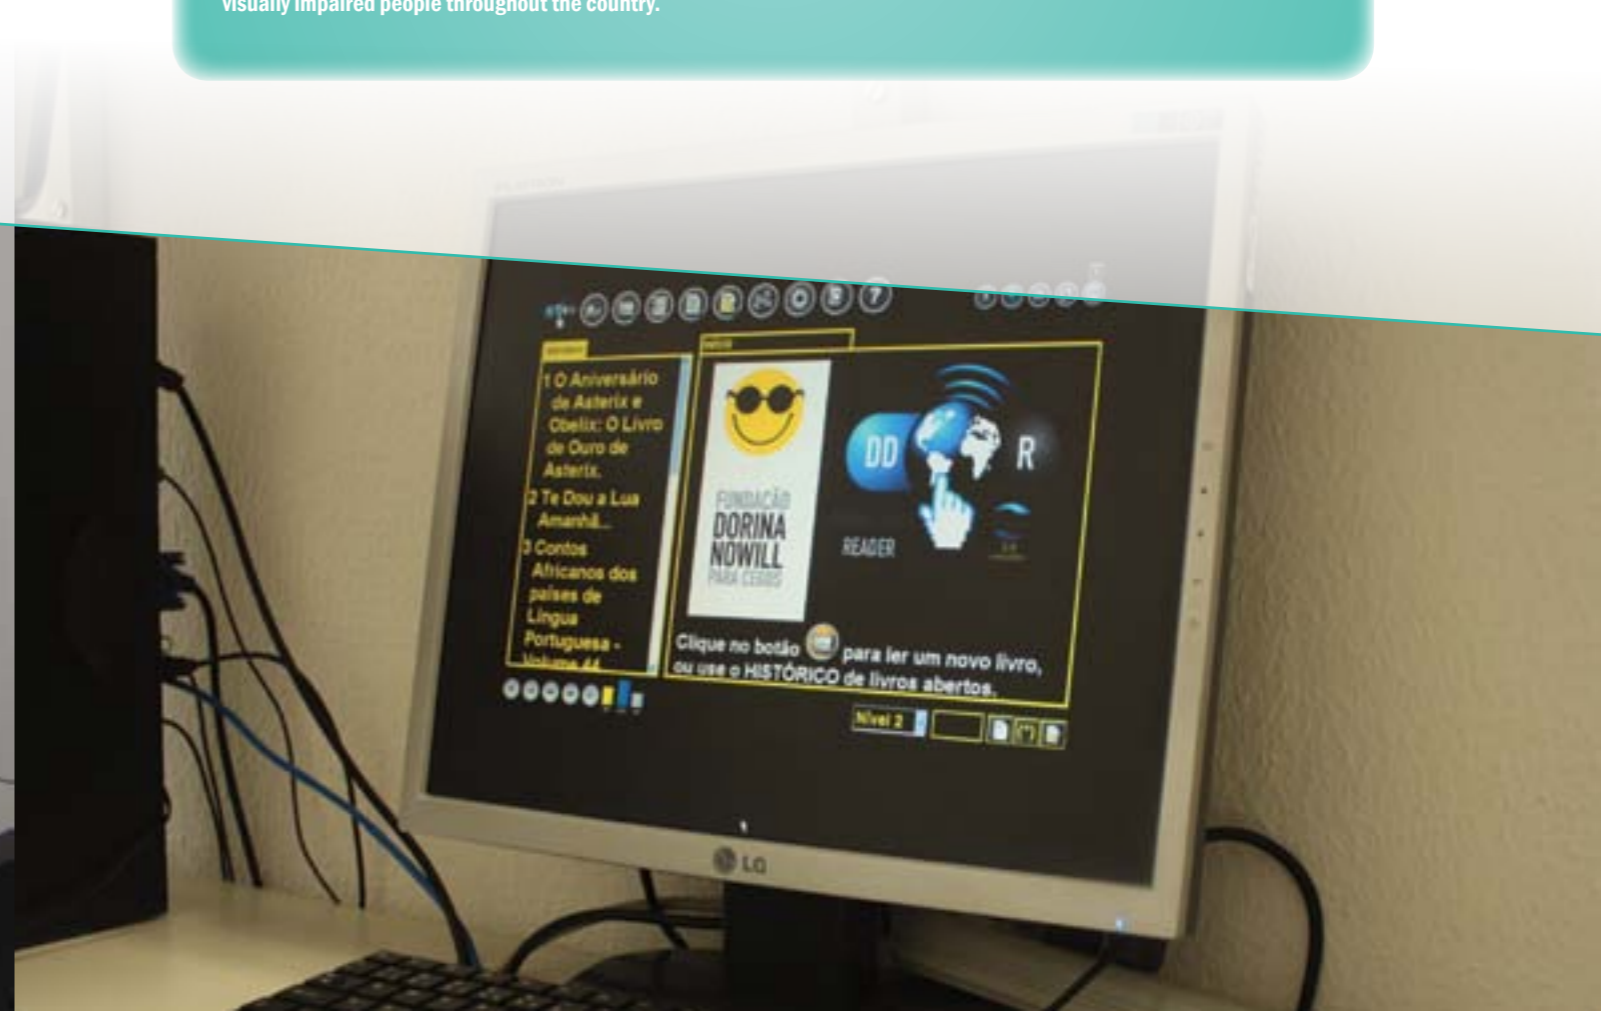 visually impaired people throughout the country.
?
1 O Aniversário
de Asterix e
Obelix: O Livro
de Ouro de
Asterix.
2 Te Dou a Lua
Amanhã...
3 Contos
Africanos dos
países de
Língua
Portuguesa -
Volume 44
FUNDAÇÃO
DORINA
NOWILL
PARA CEGOS
DD R
READER
Clique no botão para ler um novo livro,
ou use o HISTÓRICO de livros abertos.
Nível 2
LG